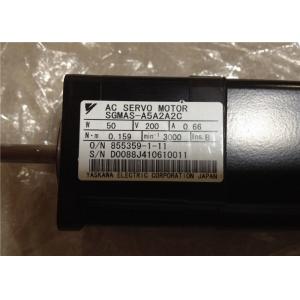 AC SERVO MOTOR
SGMAS-A5A2A2C
W 50 V 200 A 0.66
N·m 0.159 min⁻¹ 3000 Ins.B
O/N 855359-1-11
S/N D0088J410610011
YASKAWA ELECTRIC CORPORATION JAPAN